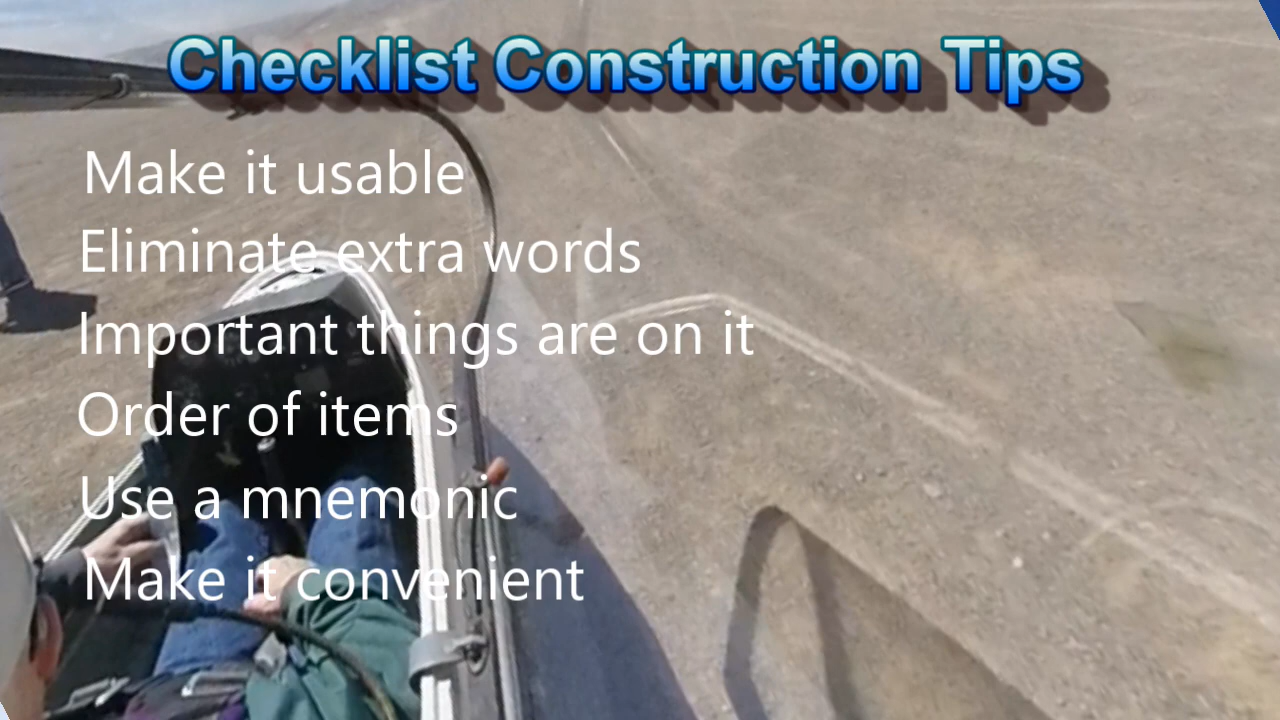 Checklist Construction Tips
Make it usable
Eliminate extra words
Important things are on it
Order of items
Use a mnemonic
Make it convenient